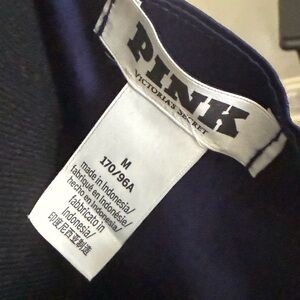 PINK
VICTORIA'S SECRET
M
170/96A
made in Indonesia/
fabriqué en Indonésie/
hecho en Indonesia/
fabbricato in
Indonesia/
印度尼西亚制造